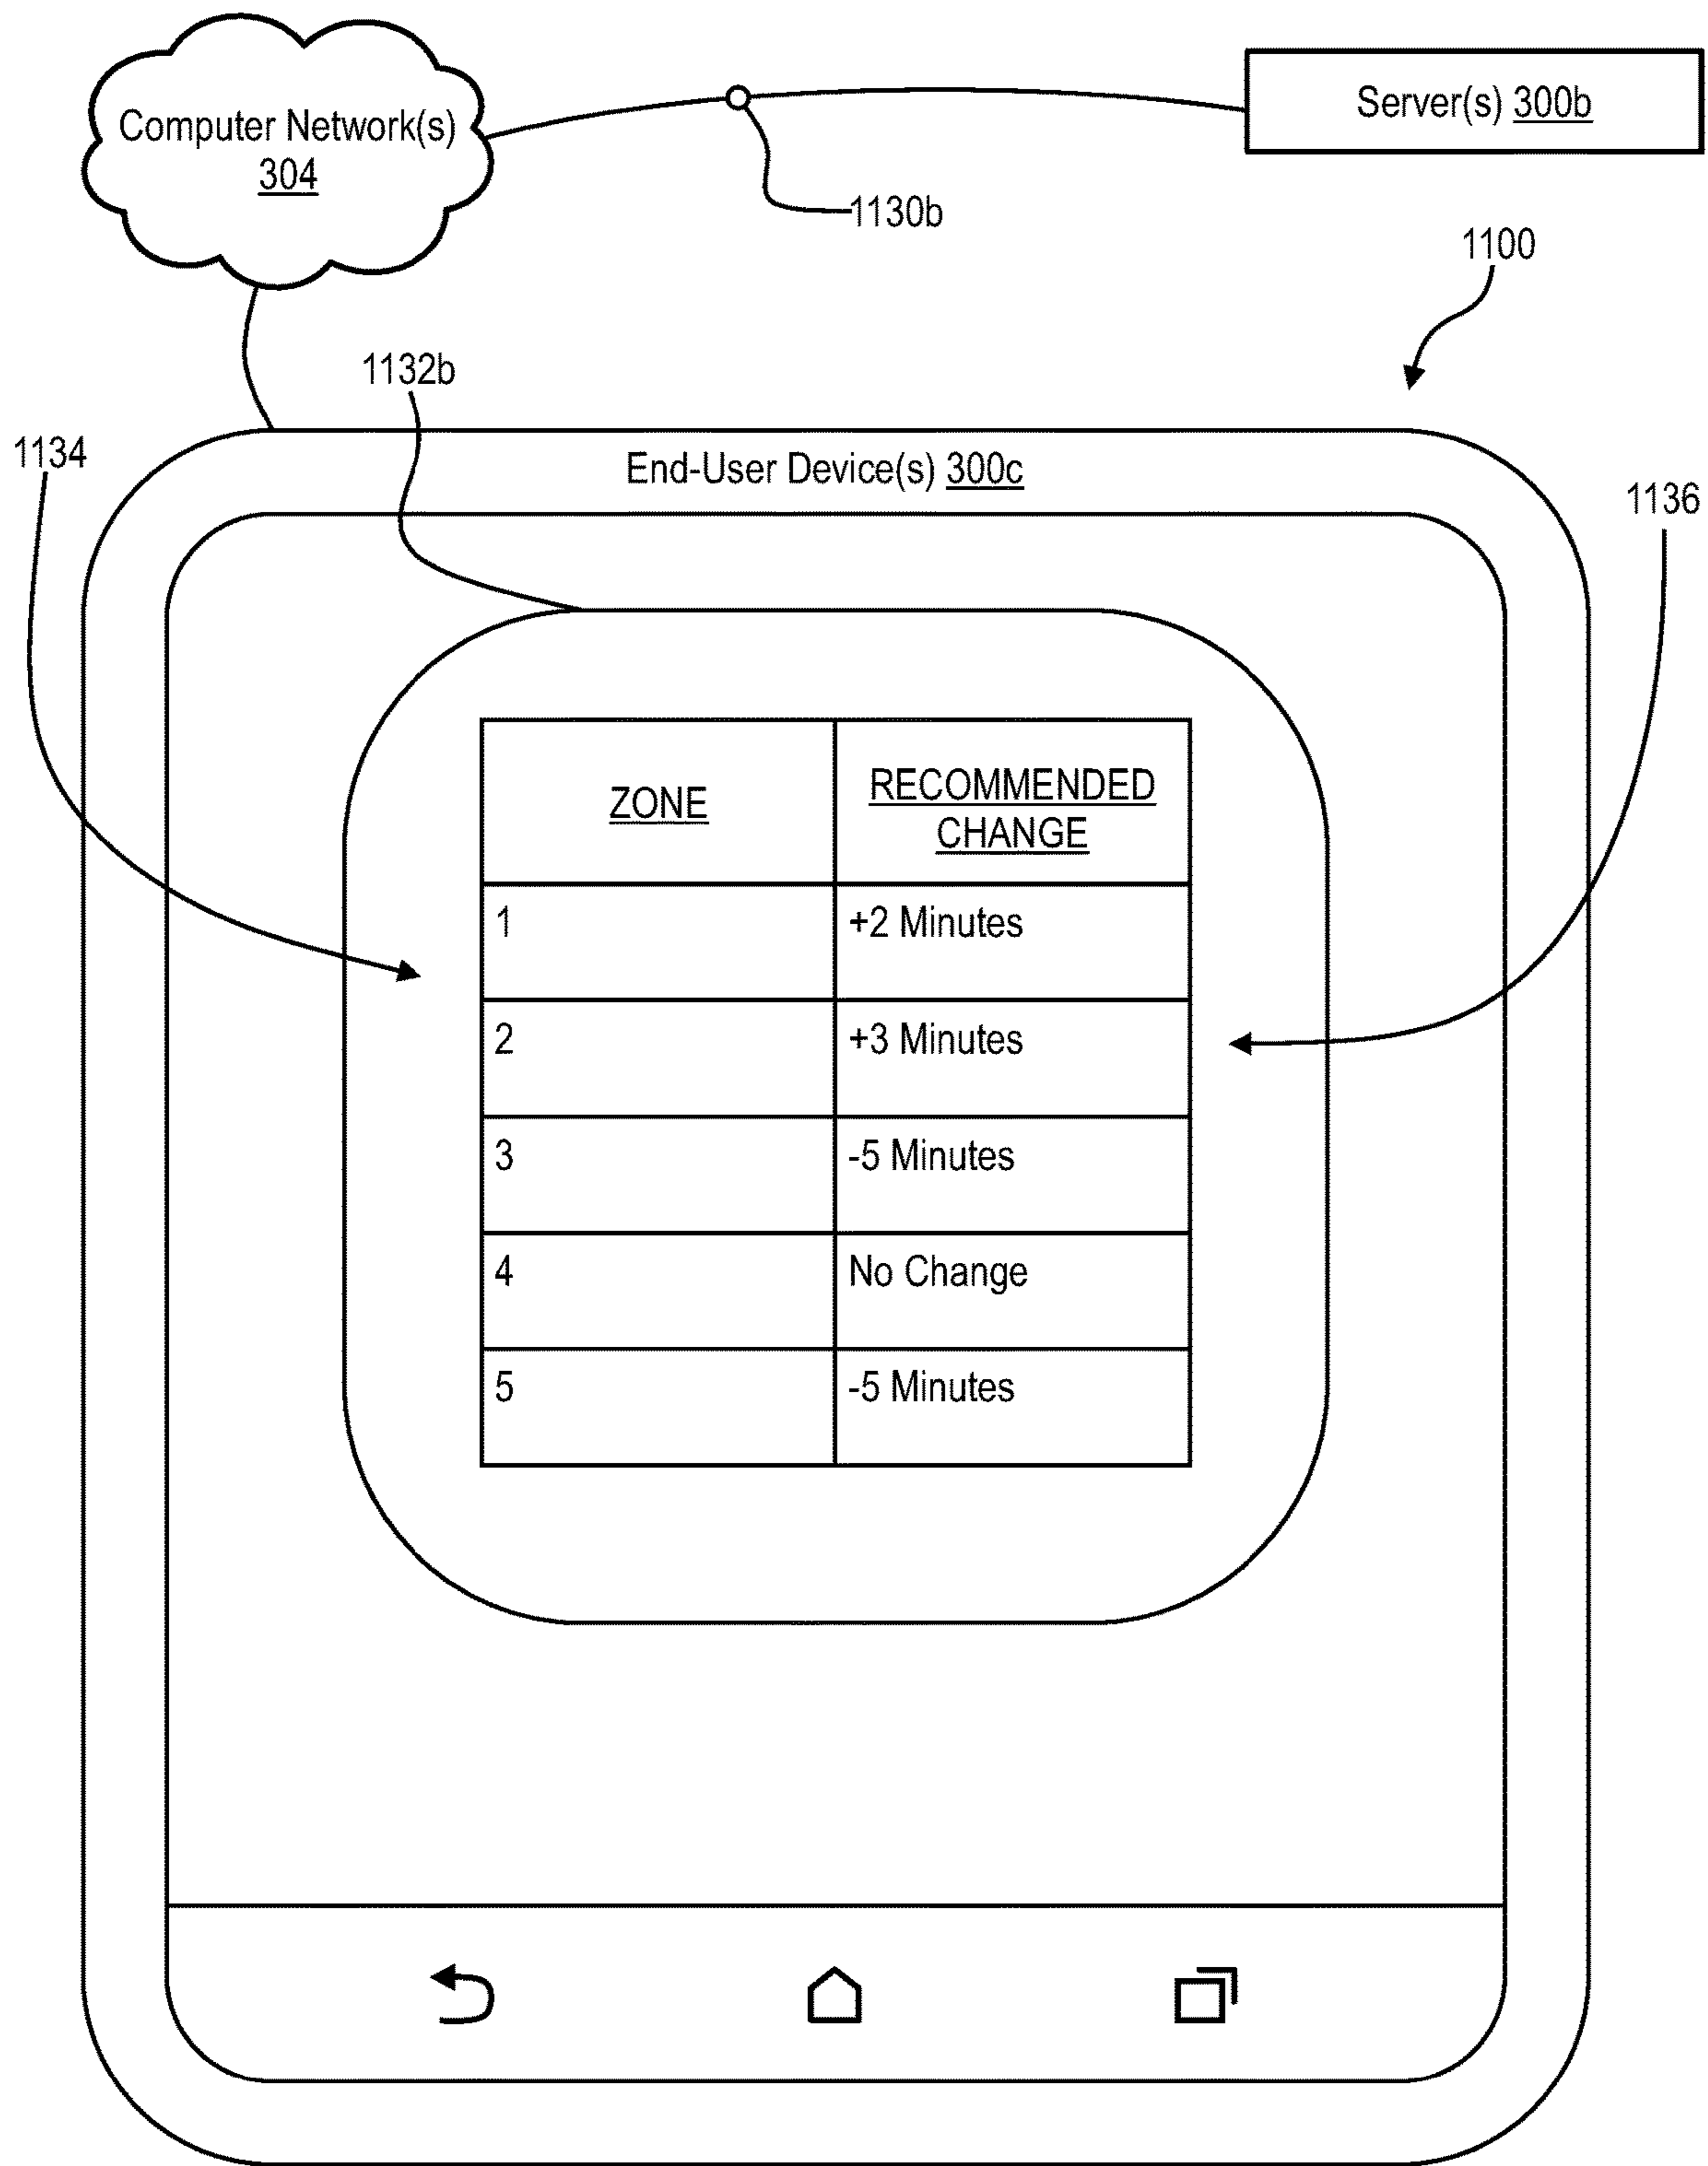 Computer Network(s)
304
Server(s) 300b
1130b
1100
1132b
1134
End-User Device(s) 300c
1136
ZONE
RECOMMENDED
CHANGE
1
+2 Minutes
2
+3 Minutes
3
-5 Minutes
4
No Change
5
-5 Minutes